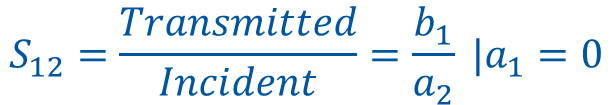 S₁₂ = Transmitted / Incident = b₁ / a₂ |a₁ = 0